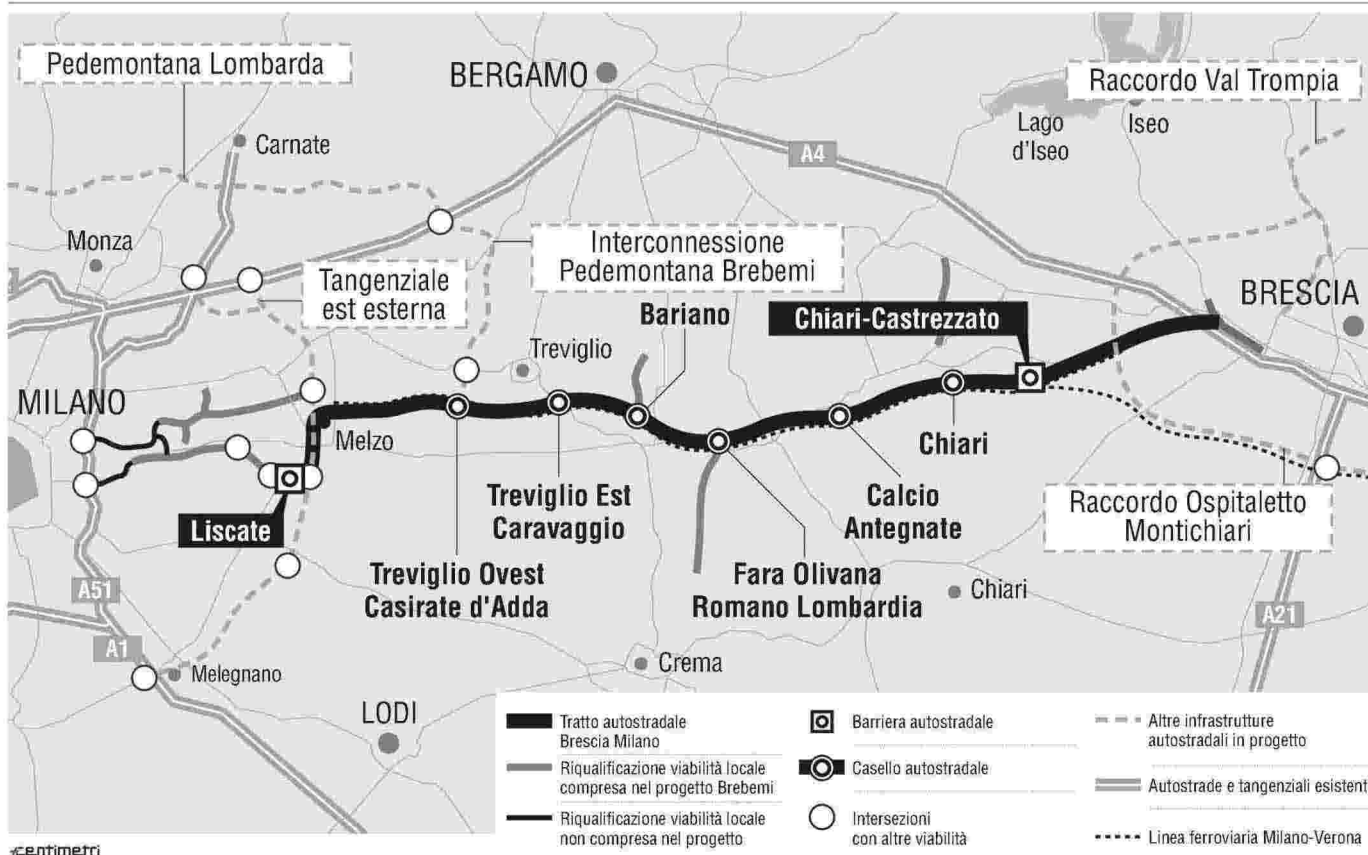 Pedemontana Lombarda
BERGAMO
Raccordo Val Trompia
Carnate
Lago
d'Iseo
Iseo
A4
Monza
Interconnessione
Pedemontana Brebemi
Tangenziale
est esterna
Bariano
Chiari-Castrezzato
BRESCIA
Treviglio
MILANO
Melzo
Chiari
Liscate
Treviglio Est
Caravaggio
Calcio
Antegnate
Raccordo Ospitaletto
Montichiari
Treviglio Ovest
Casirate d'Adda
Fara Olivana
Romano Lombardia
Chiari
A51
A21
A1
Melegnano
Crema
LODI
Tratto autostradale
Brescia Milano
Riqualificazione viabilità locale
compresa nel progetto Brebemi
Riqualificazione viabilità locale
non compresa nel progetto
Barriera autostradale
Casello autostradale
Intersezioni
con altre viabilità
Altre infrastrutture
autostradali in progetto
Autostrade e tangenziali esistent
Linea ferroviaria Milano-Verona
centimetri